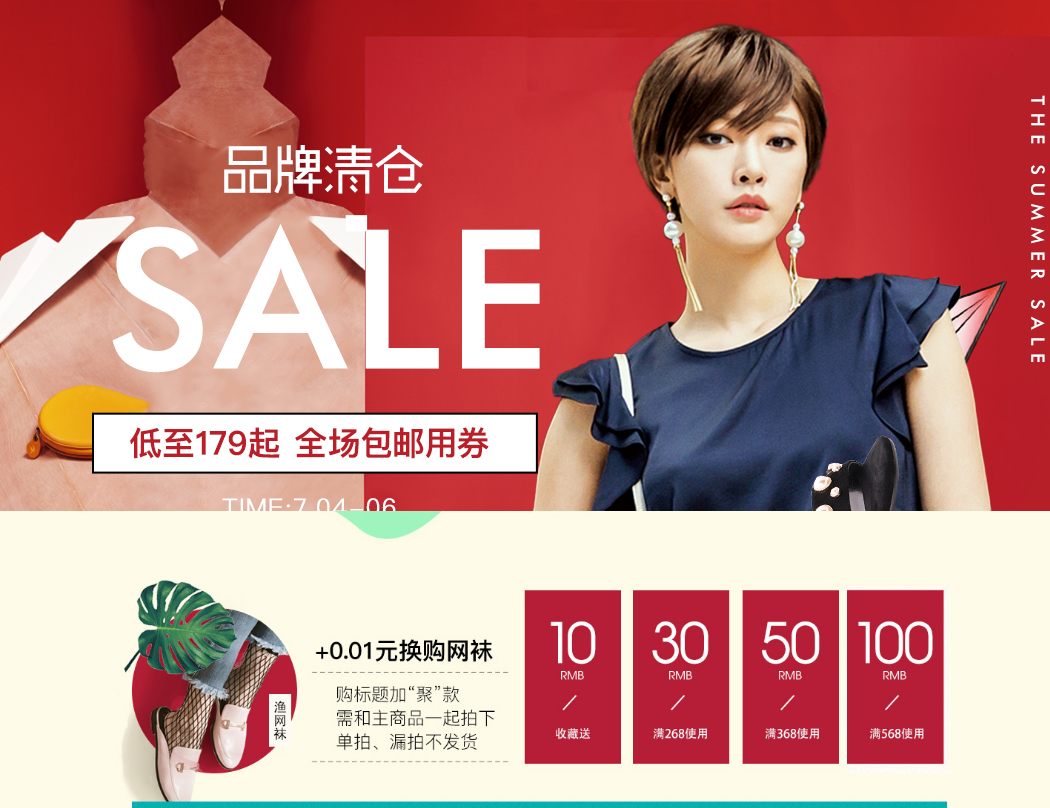 品牌清仓
SALE
低至179起 全场包邮用券
TIME:7.04-06
THE SUMMER SALE
+0.01元换购网袜
购标题加“聚”款
需和主商品一起拍下
单拍、漏拍不发货
渔网袜
10
RMB
收藏送
30
RMB
满268使用
50
RMB
满368使用
100
RMB
满568使用